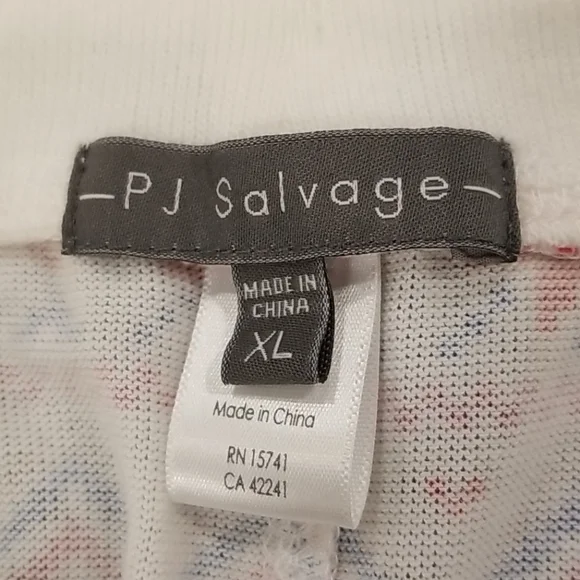 PJ Salvage
MADE IN
CHINA
XL
Made in China
RN 15741
CA 42241